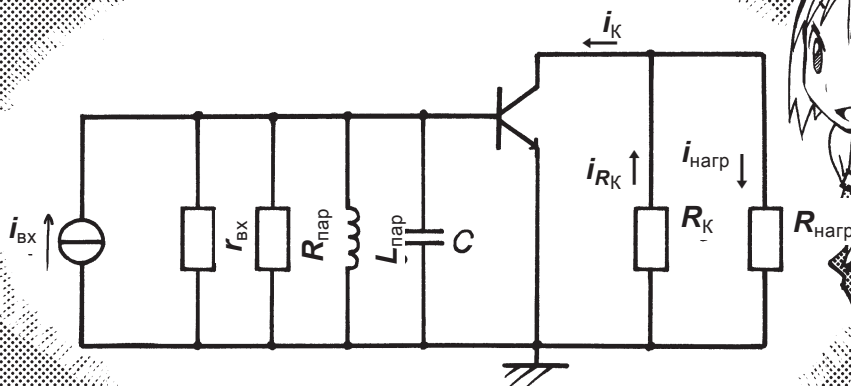 iК
iвх
rвх
Rпар
Lпар
C
iRК
iнагр
RК
Rнагр